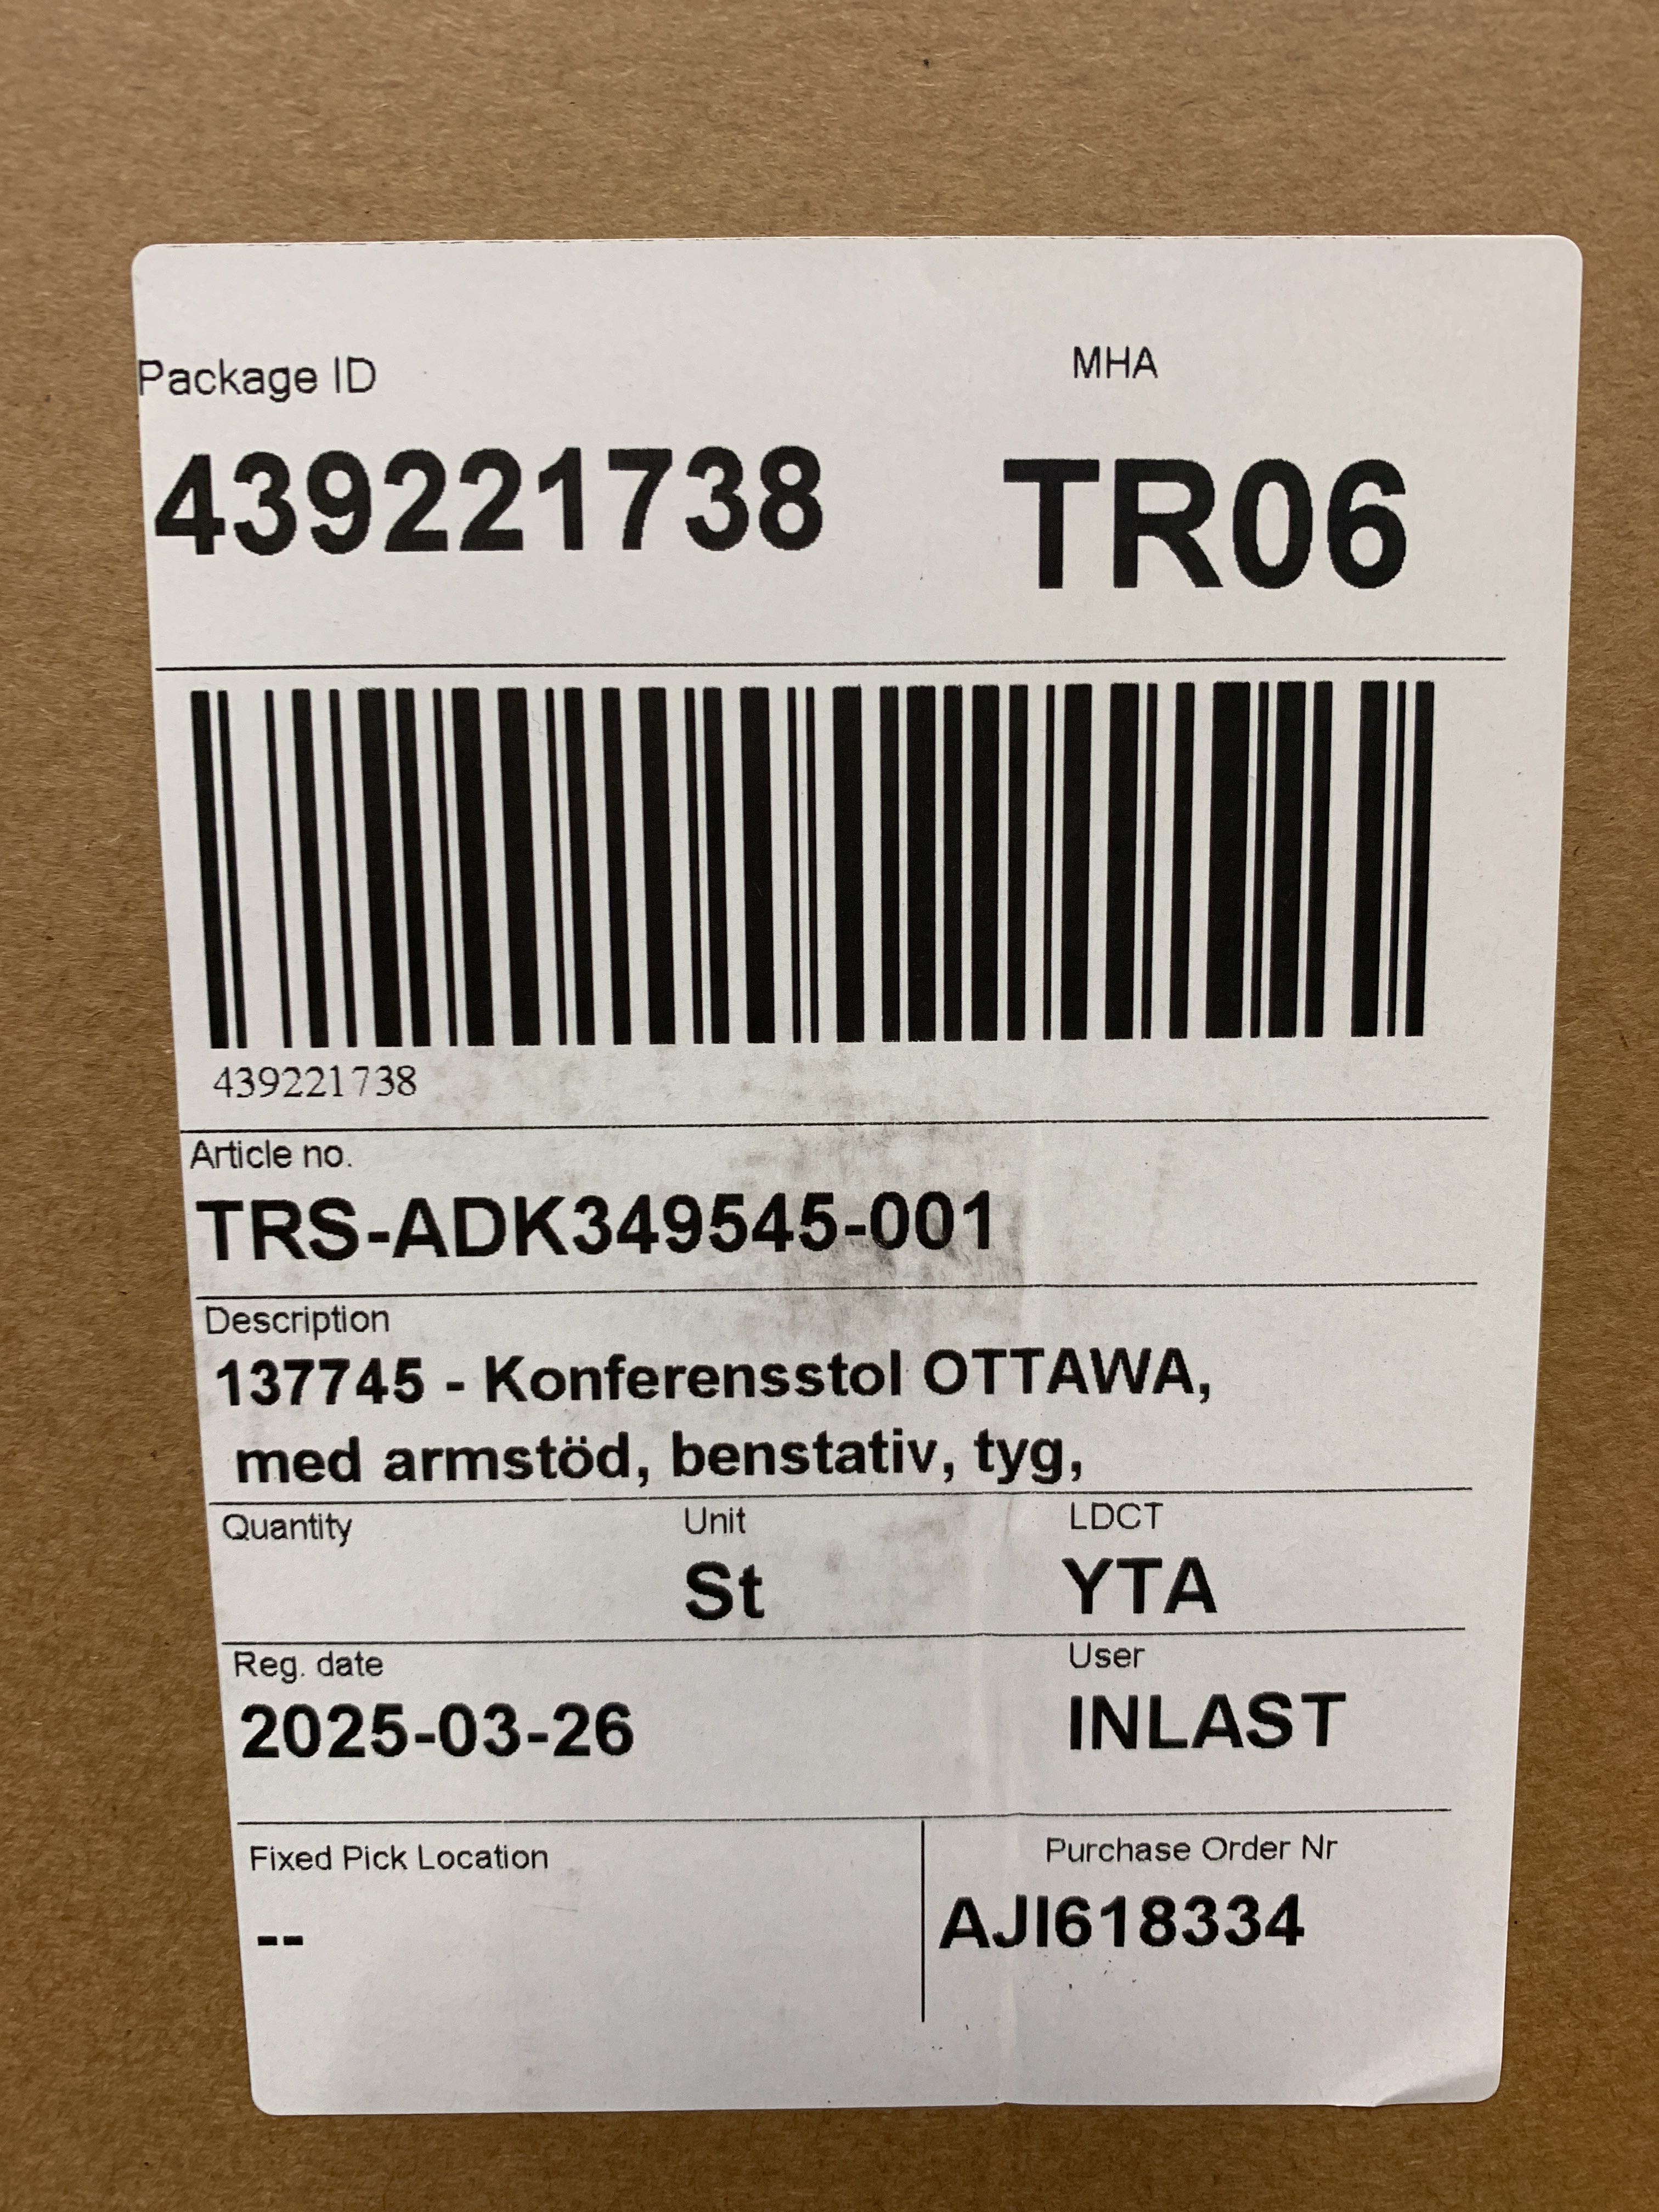 Package ID MHA
439221738 TR06
439221738
Article no.
TRS-ADK349545-001
Description
137745 - Konferensstol OTTAWA,
med armstöd, benstativ, tyg,
Quantity Unit LDCT
St YTA
Reg. date User
2025-03-26 INLAST
Fixed Pick Location Purchase Order Nr
-- AJI618334